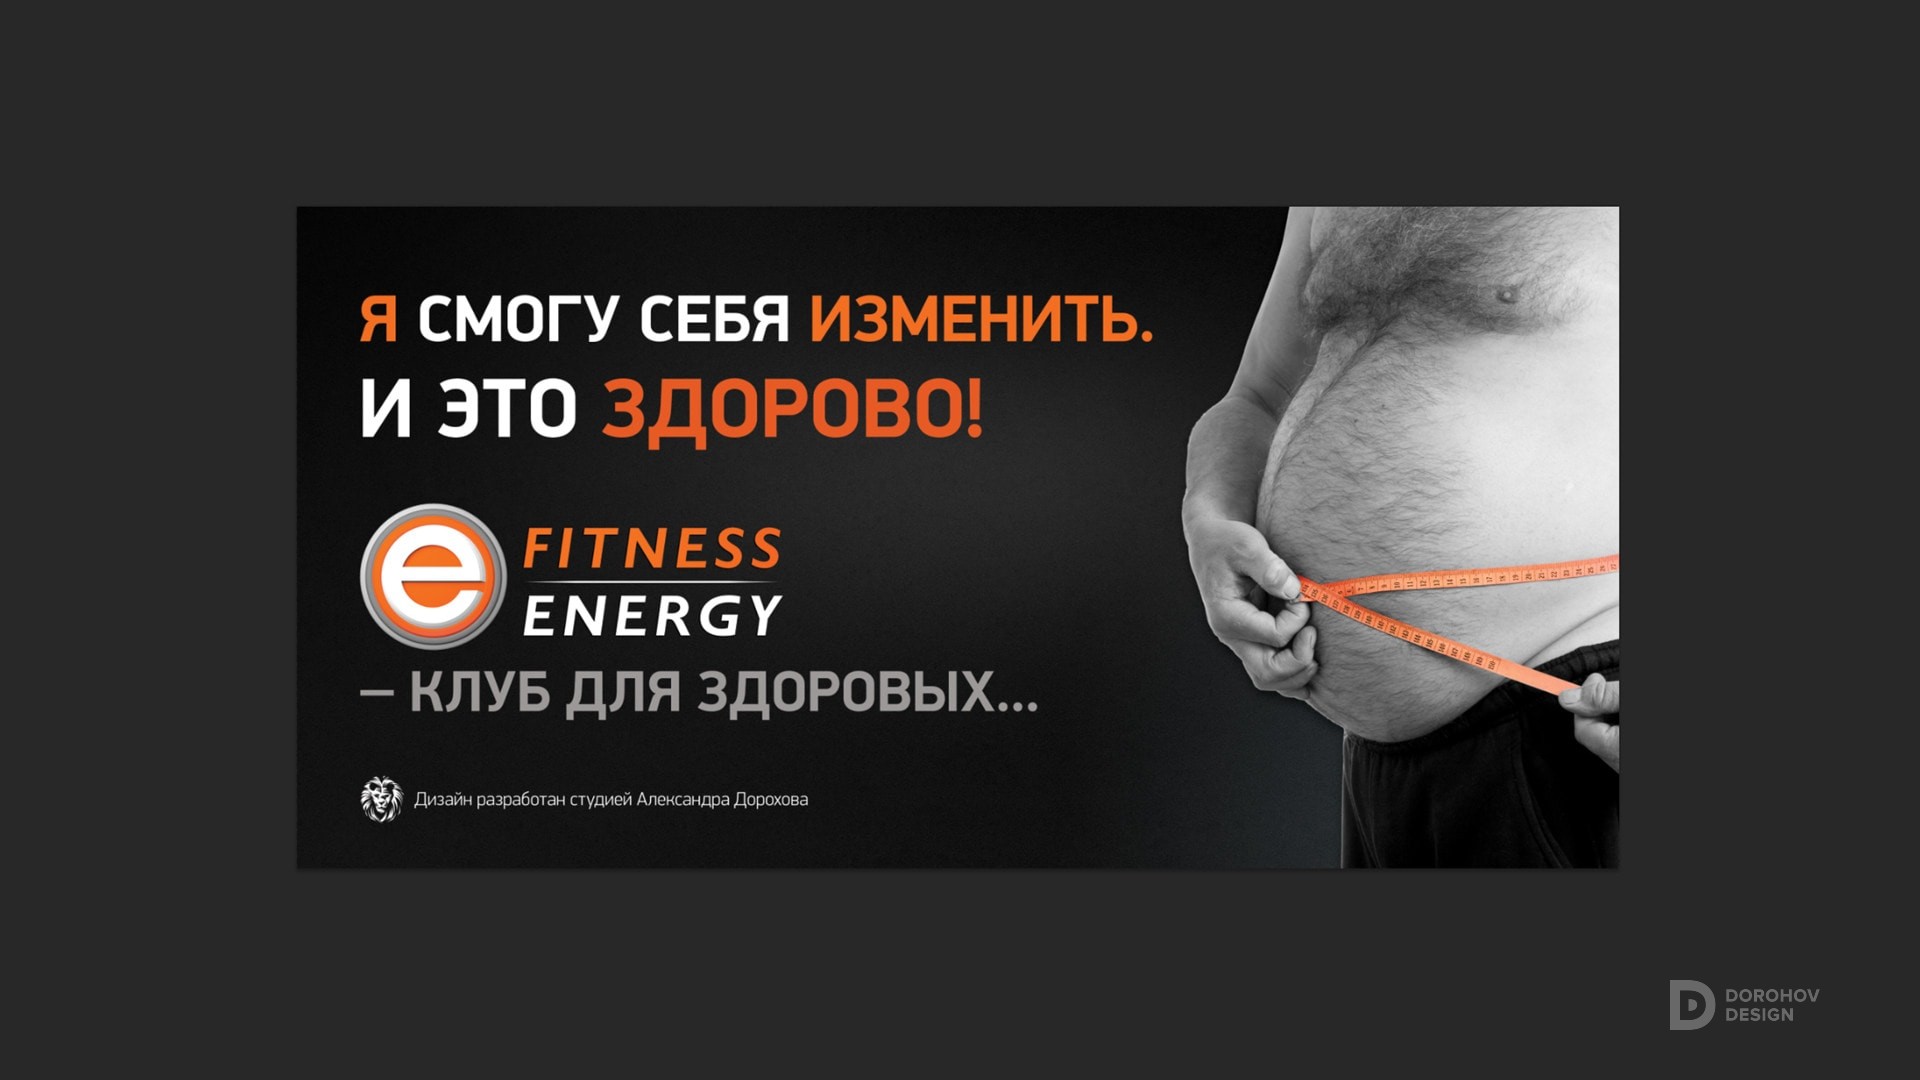 Я СМОГУ СЕБЯ ИЗМЕНИТЬ.
И ЭТО ЗДОРОВО!
e
FITNESS
ENERGY
– КЛУБ ДЛЯ ЗДОРОВЫХ...
Дизайн разработан студией Александра Дорохова
DOROHOV
DESIGN